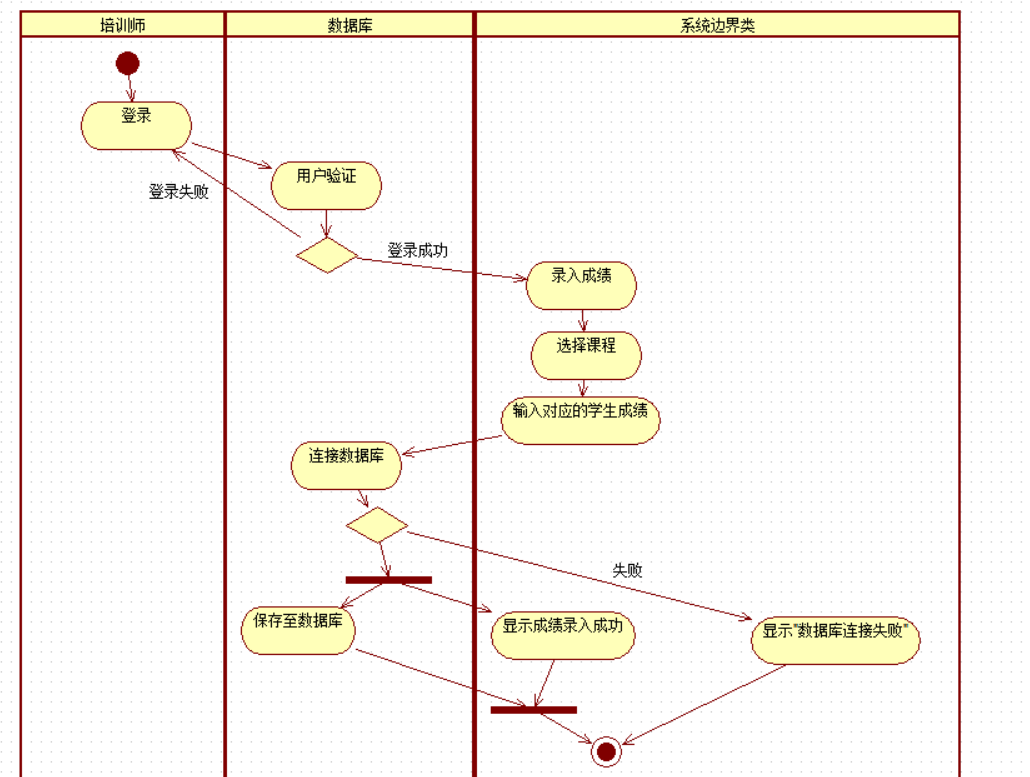 培训师
数据库
系统边界类
登录
用户验证
登录失败
登录成功
录入成绩
选择课程
输入对应的学生成绩
连接数据库
失败
保存至数据库
显示成绩录入成功
显示"数据库连接失败"